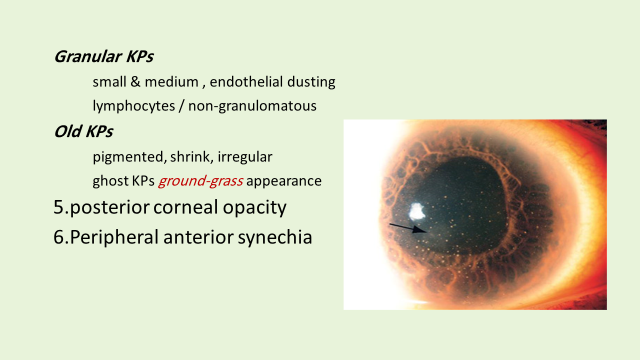 Granular KPs
small & medium , endothelial dusting
lymphocytes / non-granulomatous
Old KPs
pigmented, shrink, irregular
ghost KPs ground-grass appearance
5.posterior corneal opacity
6.Peripheral anterior synechia